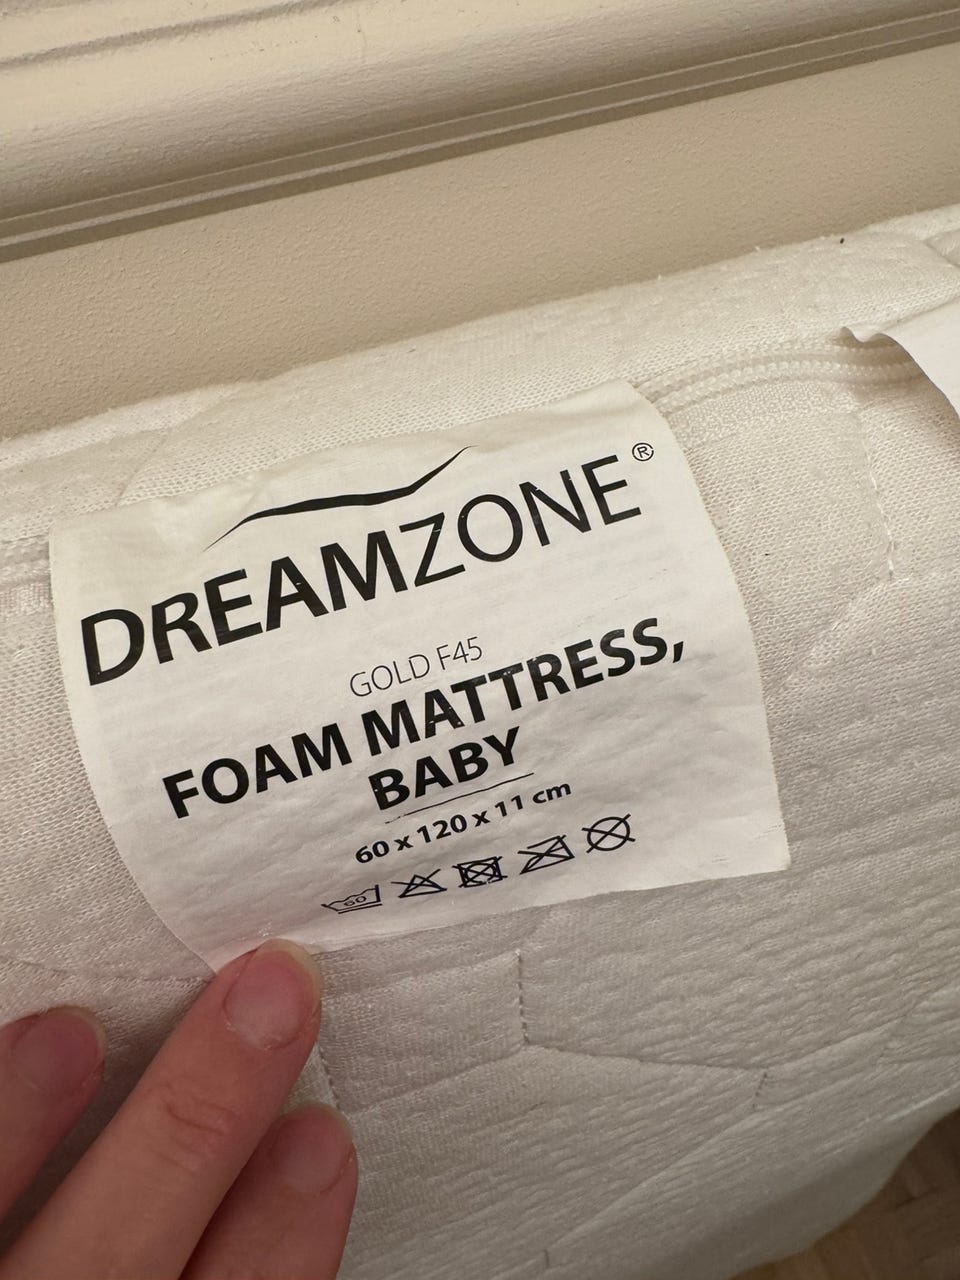 DREAMZONE®
GOLD F45
FOAM MATTRESS,
BABY
60 x 120 x 11 cm
60